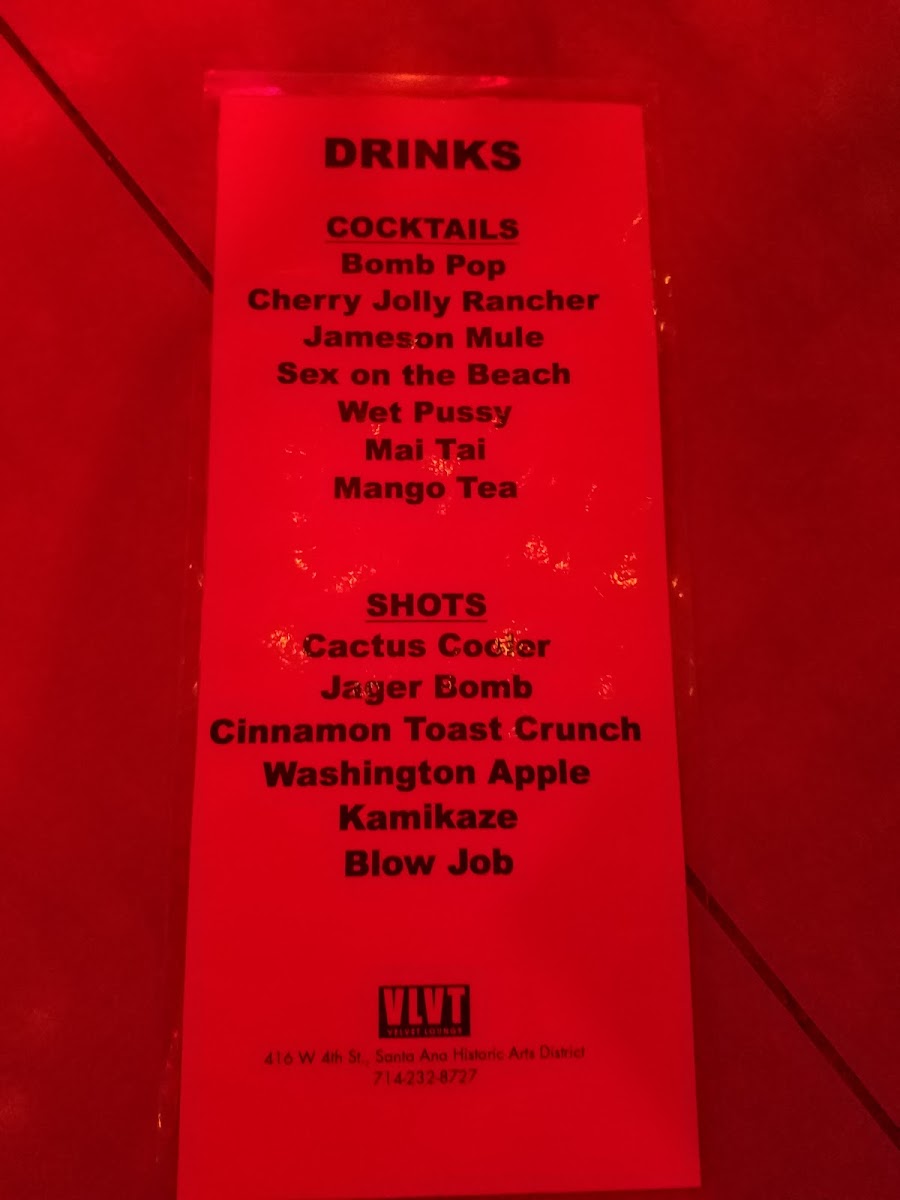 DRINKS
COCKTAILS
Bomb Pop
Cherry Jolly Rancher
Jameson Mule
Sex on the Beach
Wet Pussy
Mai Tai
Mango Tea
SHOTS
Cactus Cooler
Jager Bomb
Cinnamon Toast Crunch
Washington Apple
Kamikaze
Blow Job
VLVT
VELVET LOUNGE
416 W 4th St., Santa Ana Historic Arts District
714-232-8727